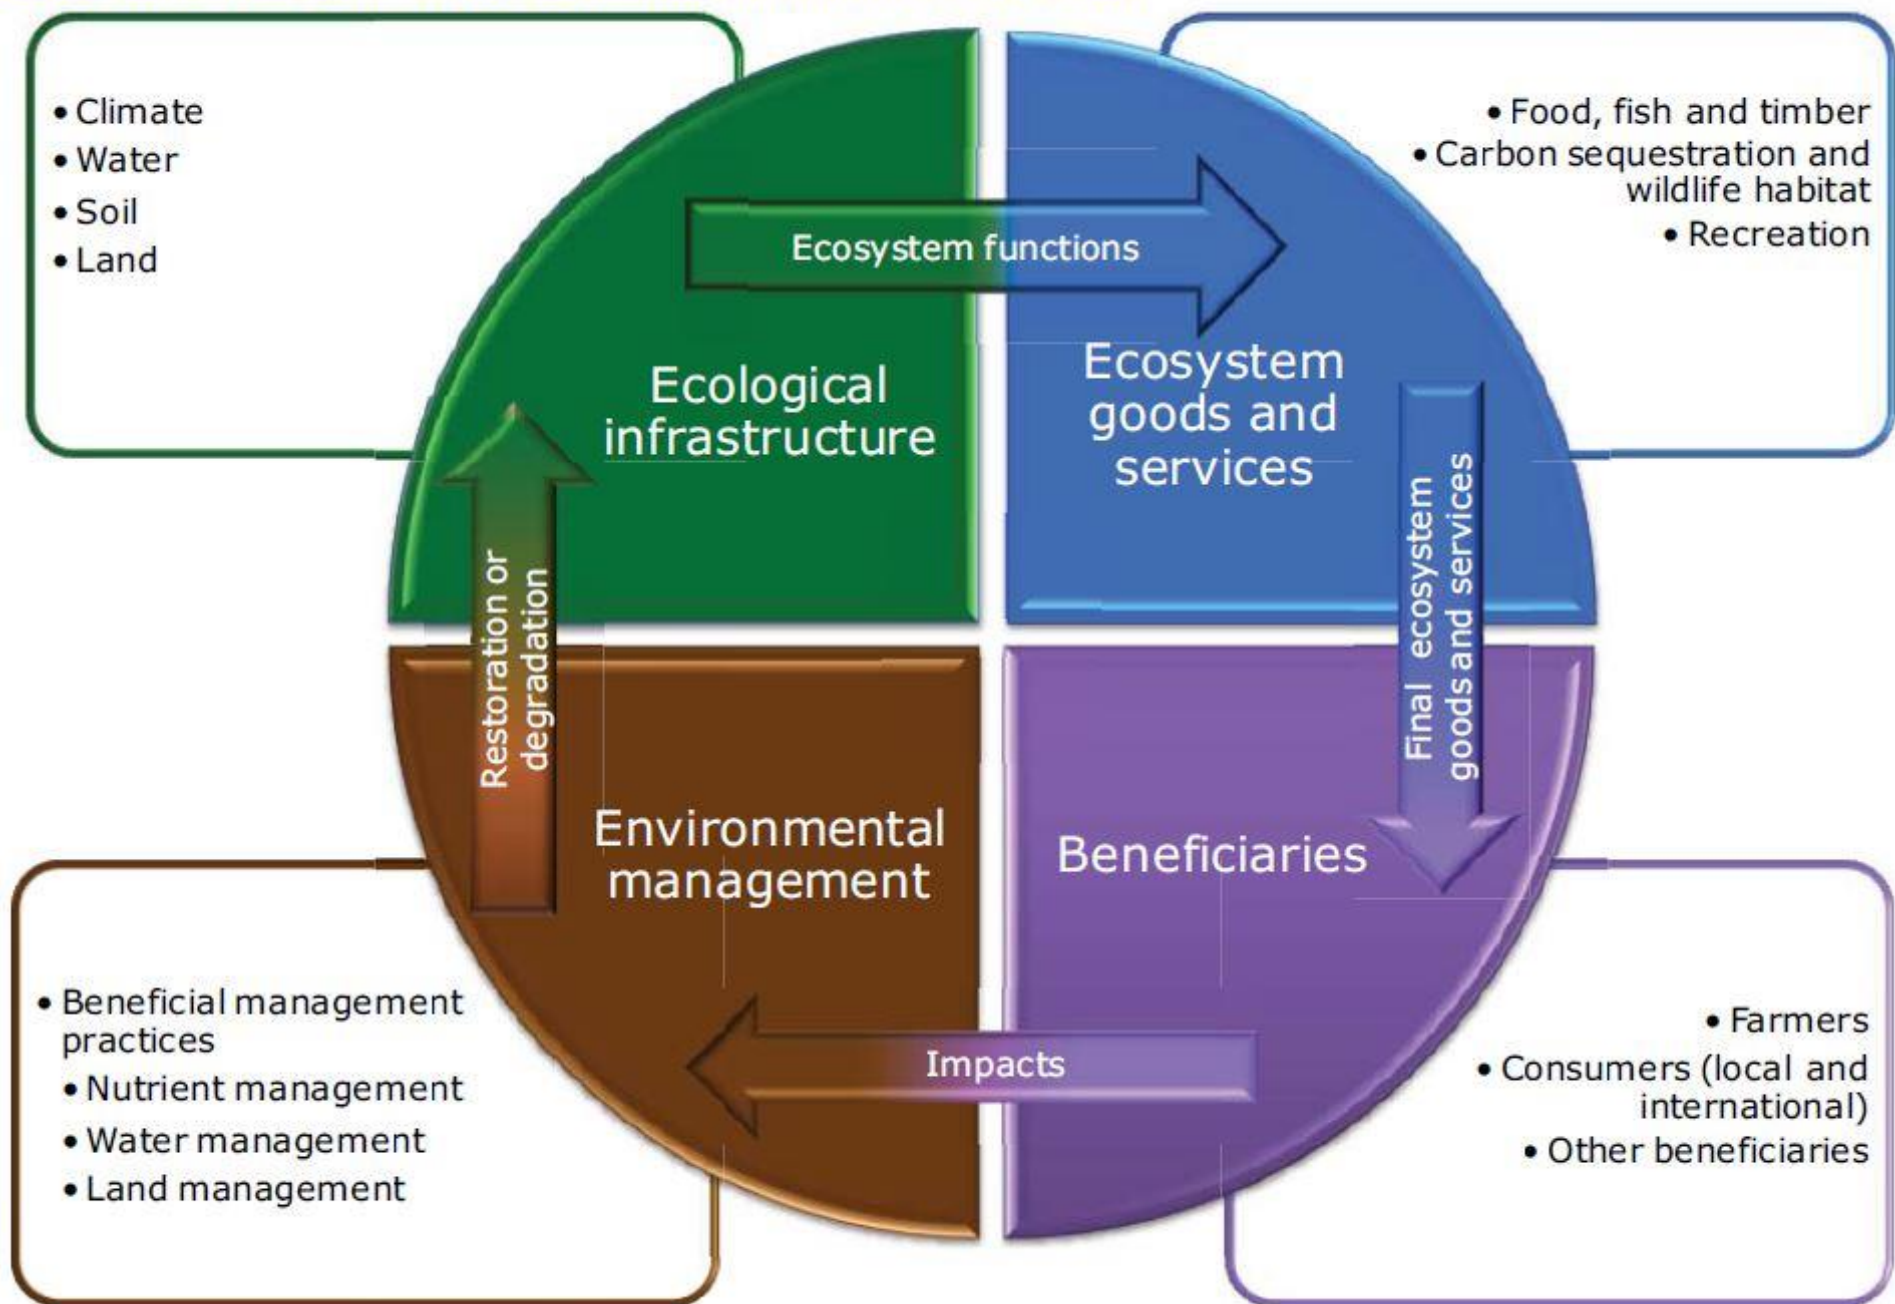 • Climate
• Water
• Soil
• Land
• Food, fish and timber
• Carbon sequestration and
wildlife habitat
• Recreation
Ecosystem functions
Ecological
infrastructure
Ecosystem
goods and
services
Restoration or
degradation
Final ecosystem
goods and services
Environmental
management
Beneficiaries
Impacts
• Beneficial management
practices
• Nutrient management
• Water management
• Land management
• Farmers
• Consumers (local and
international)
• Other beneficiaries